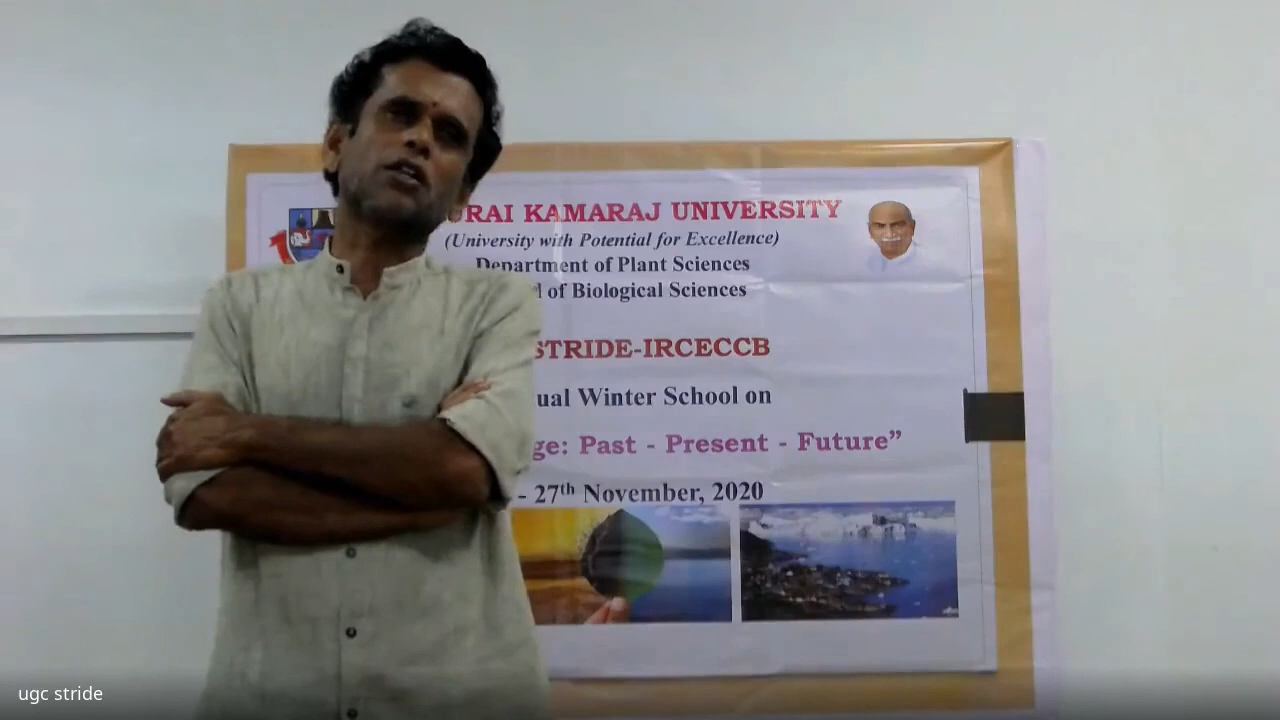 URAI KAMARAJ UNIVERSITY
(University with Potential for Excellence)
Department of Plant Sciences
of Biological Sciences
STRIDE-IRCECCB
ual Winter School on
ge: Past - Present - Future”
- 27th November, 2020
ugc stride